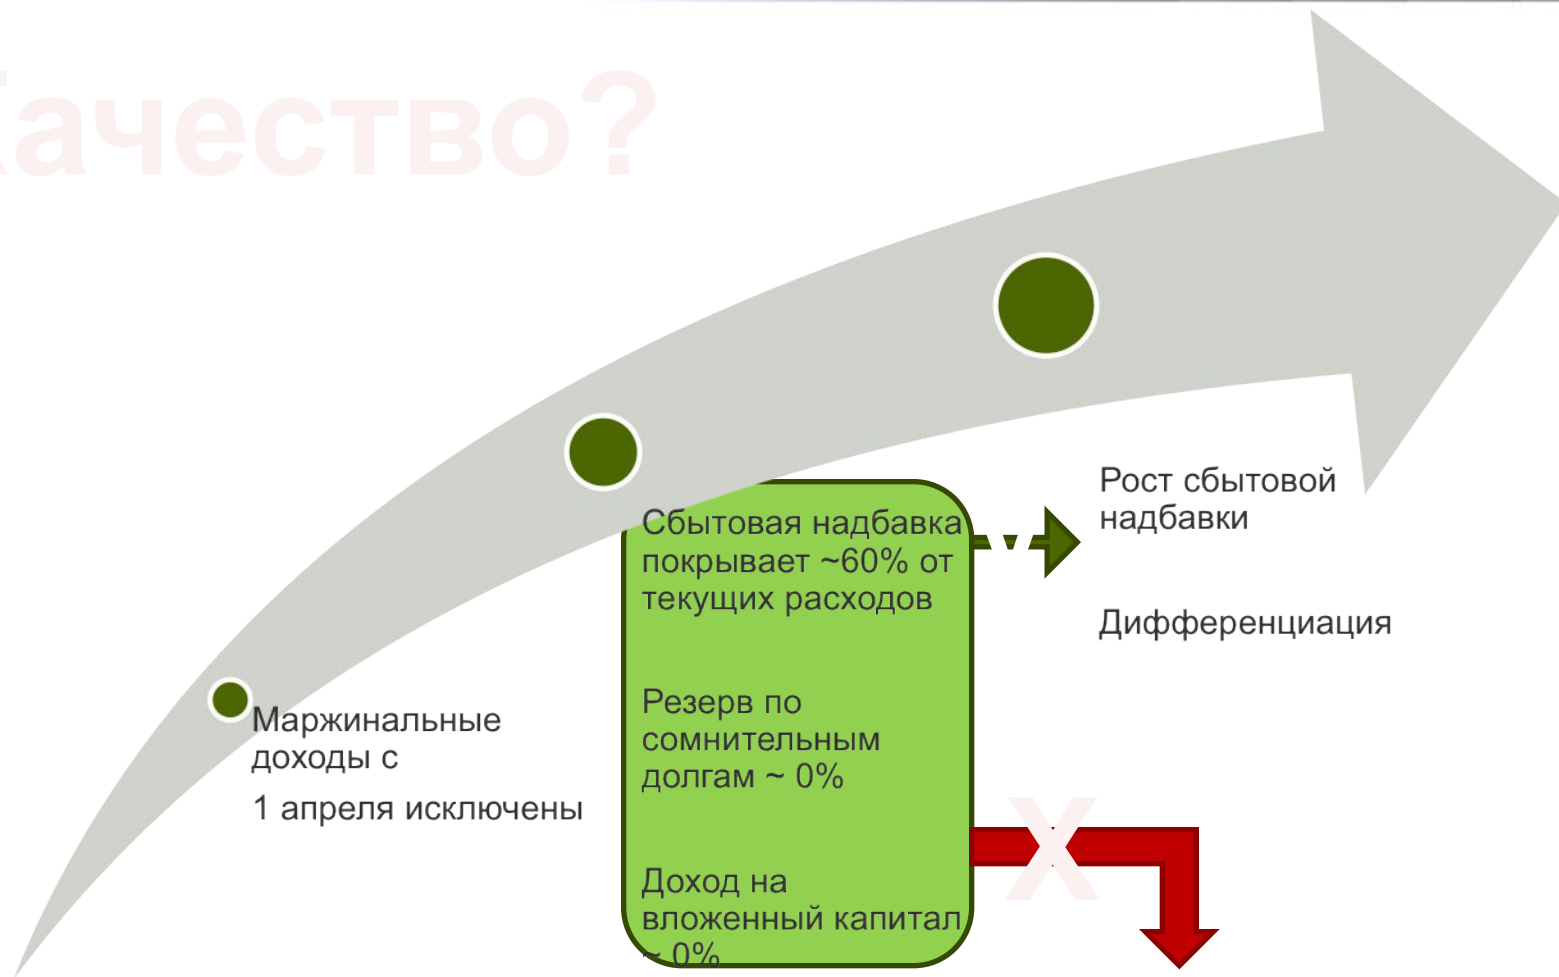 Качество?
Маржинальные
доходы с
1 апреля исключены
Сбытовая надбавка
покрывает ~60% от
текущих расходов
Резерв по
сомнительным
долгам ~ 0%
Доход на
вложенный капитал
~ 0%
Рост сбытовой
надбавки
Дифференциация
X